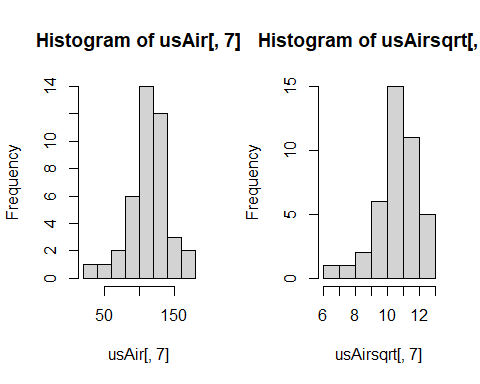 Histogram of usAir[, 7]
Frequency
0 2 4 6 8 14
50 150
usAir[, 7]
Histogram of usAirsqrt[,
Frequency
0 5 10 15
6 8 10 12
usAirsqrt[, 7]